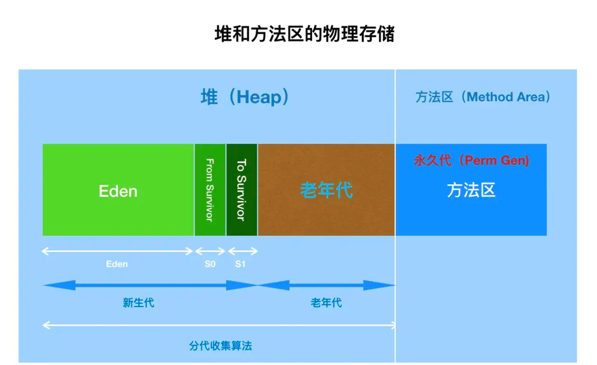 堆和方法区的物理存储
堆（Heap）
方法区（Method Area）
Eden
From Survivor
To Survivor
老年代
永久代（Perm Gen)
方法区
Eden
S0
S1
新生代
老年代
分代收集算法